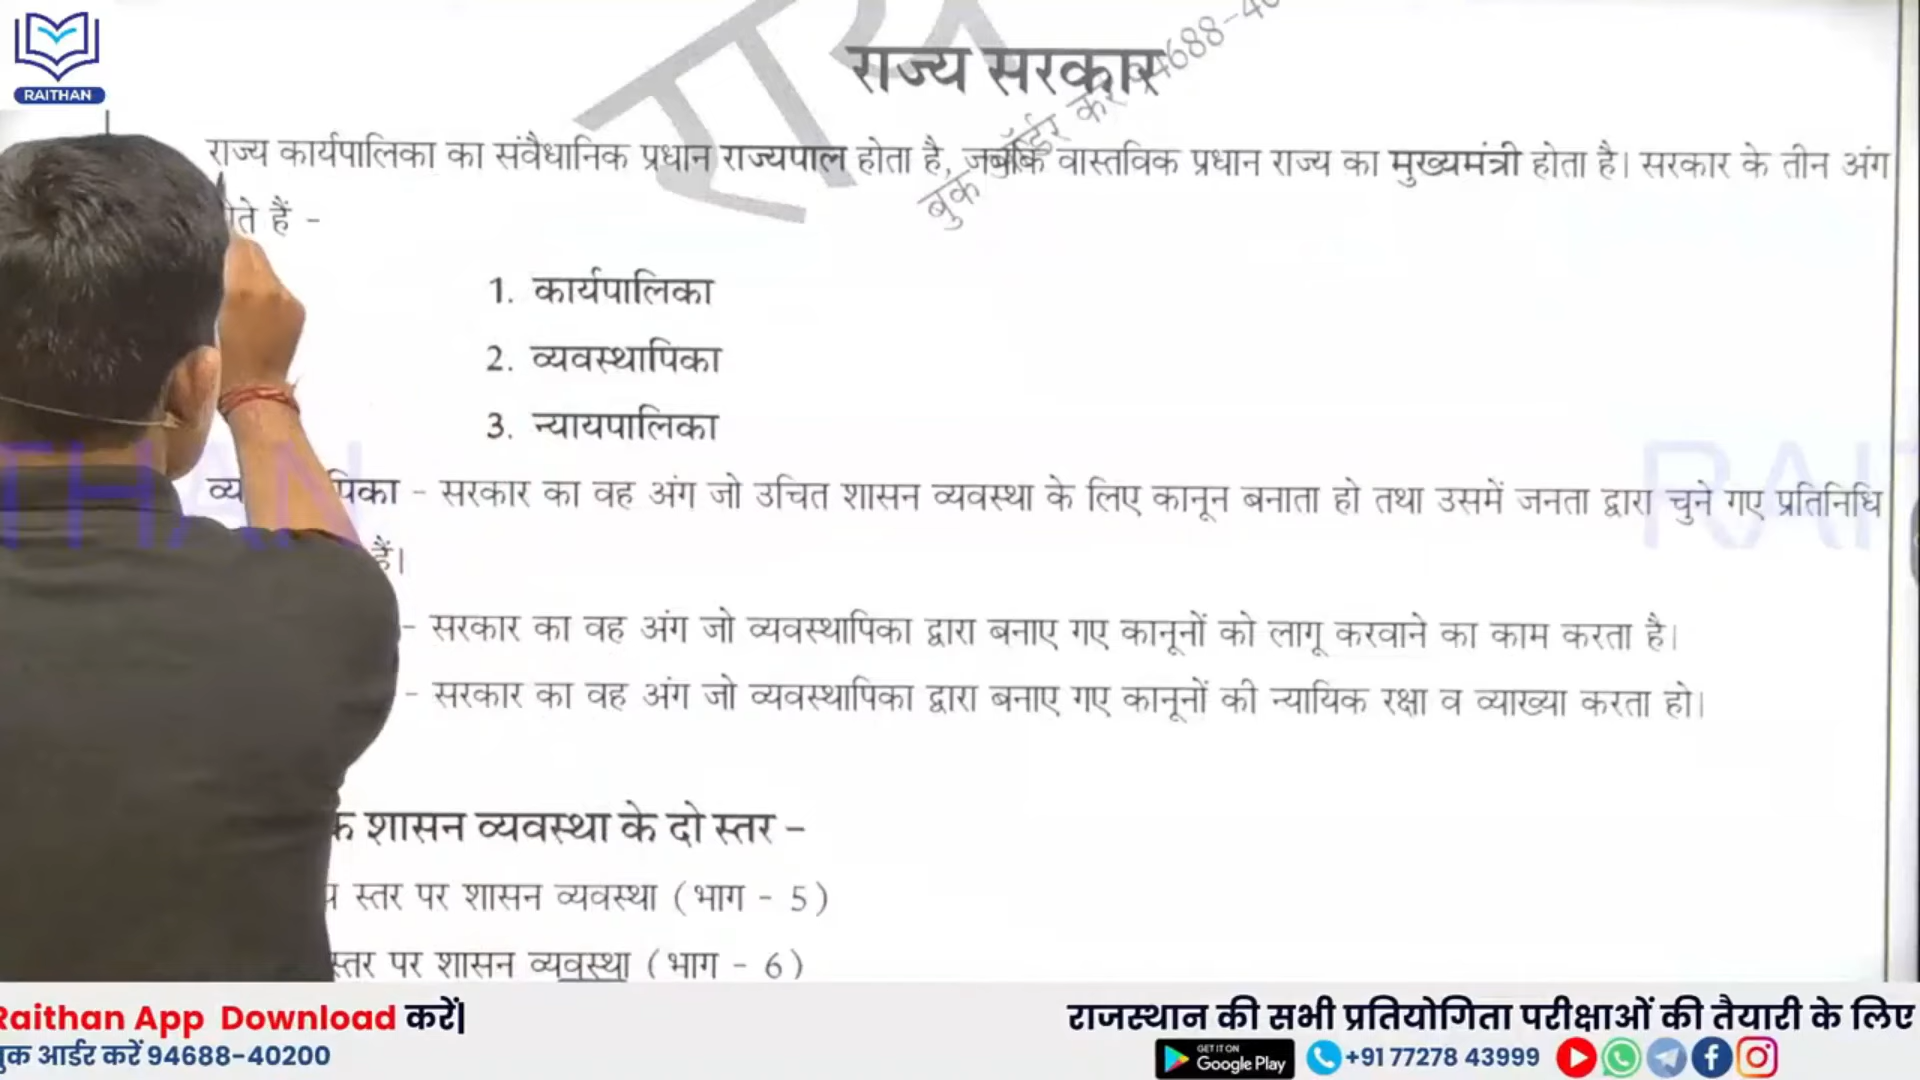 RAITHAN
राज्य सरकार
राज्य कार्यपालिका का संवैधानिक प्रधान राज्यपाल होता है, जबकि वास्तविक प्रधान राज्य का मुख्यमंत्री होता है। सरकार के तीन अंग
हैं -
1. कार्यपालिका
2. व्यवस्थापिका
3. न्यायपालिका
- सरकार का वह अंग जो उचित शासन व्यवस्था के लिए कानून बनाता हो तथा उसमें जनता द्वारा चुने गए प्रतिनिधि
हैं।
- सरकार का वह अंग जो व्यवस्थापिका द्वारा बनाए गए कानूनों को लागू करवाने का काम करता है।
- सरकार का वह अंग जो व्यवस्थापिका द्वारा बनाए गए कानूनों की न्यायिक रक्षा व व्याख्या करता हो।
शासन व्यवस्था के दो स्तर -
स्तर पर शासन व्यवस्था (भाग - 5)
स्तर पर शासन व्यवस्था (भाग - 6)
Raithan App Download करें|
राजस्थान की सभी प्रतियोगिता परीक्षाओं की तैयारी के लिए
बुक आर्डर करें 94688-40200
GET IT ON
Google Play
+91 77278 43999